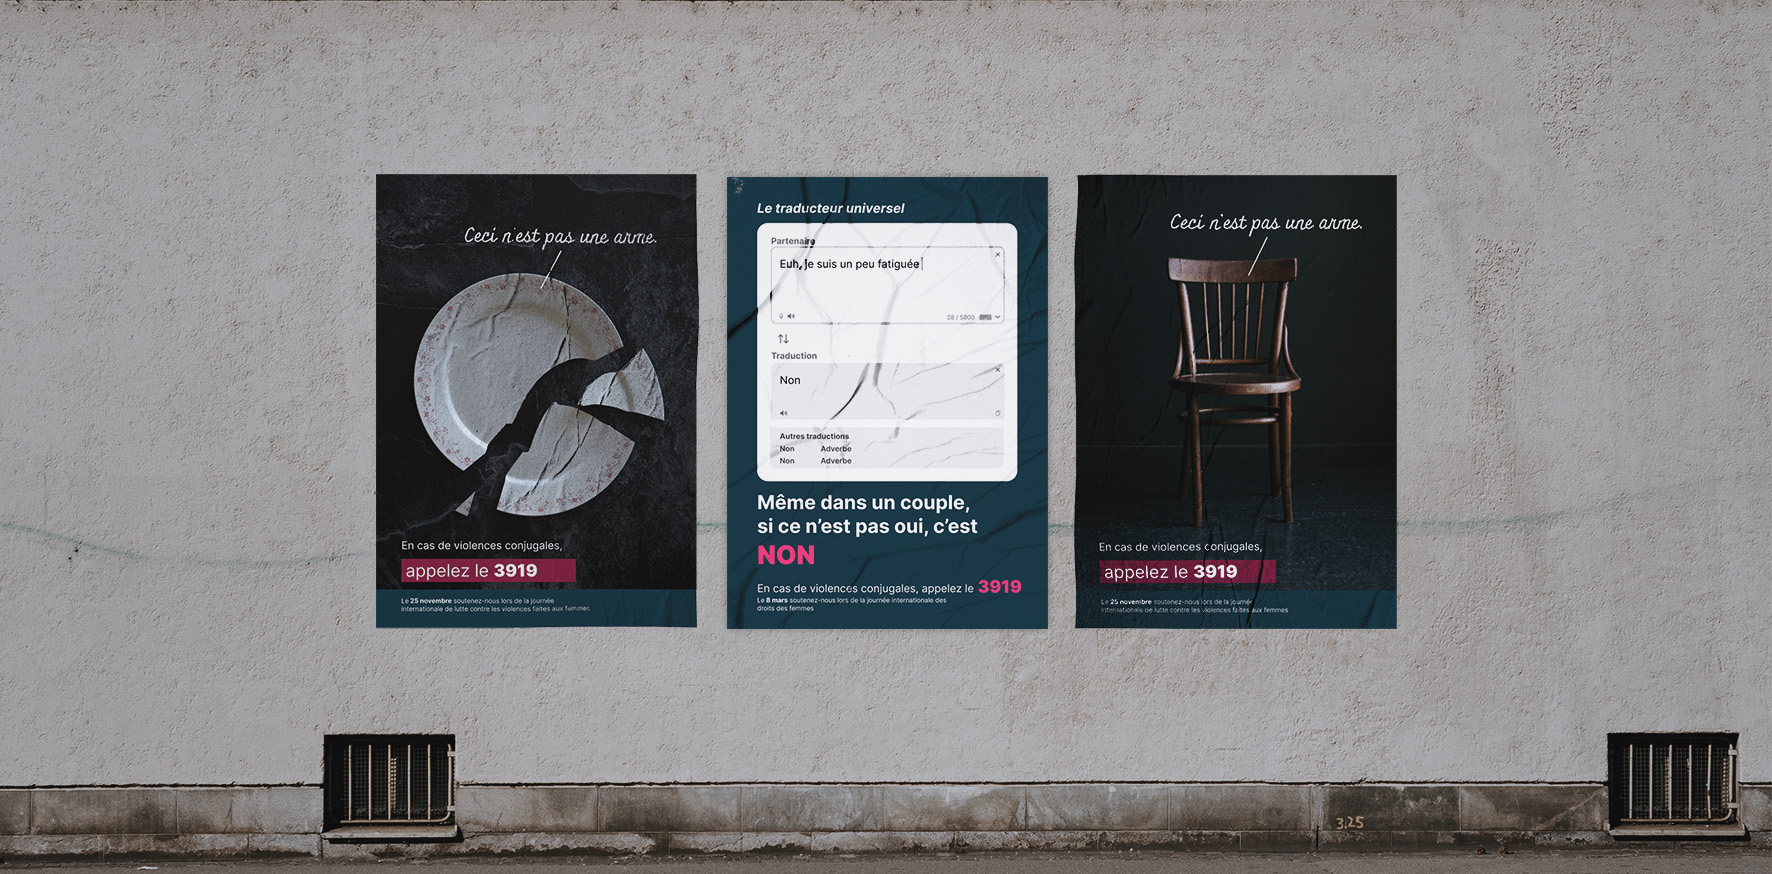 Ceci n'est pas une arme.
En cas de violences conjugales,
appelez le 3919
Le 25 novembre soutenez-nous lors de la journée
internationale de lutte contre les violences faites aux femmes
Le traducteur universel
Partenaire
Euh, je suis un peu fatiguée
28 / 5000
Traduction
Non
Autres traductions
Non Adverbe
Non Adverbe
Même dans un couple,
si ce n'est pas oui, c'est
NON
En cas de violences conjugales, appelez le 3919
Le 8 mars soutenez-nous lors de la journée internationale des
droits des femmes
Ceci n'est pas une arme.
En cas de violences conjugales,
appelez le 3919
Le 25 novembre soutenez-nous lors de la journée
internationale de lutte contre les violences faites aux femmes
325